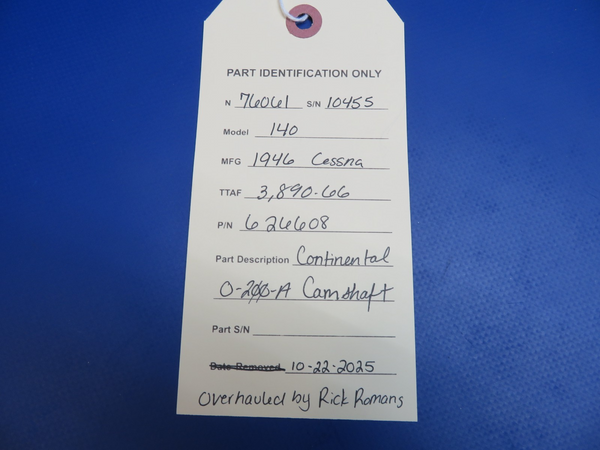 PART IDENTIFICATION ONLY
N 76061 S/N 10455
Model 140
MFG 1946 Cessna
TTAF 3,890.66
P/N 626608
Part Description Continental
O-200-A Camshaft
Part S/N
Date Removed 10-22-2025
Overhauled by Rick Romans